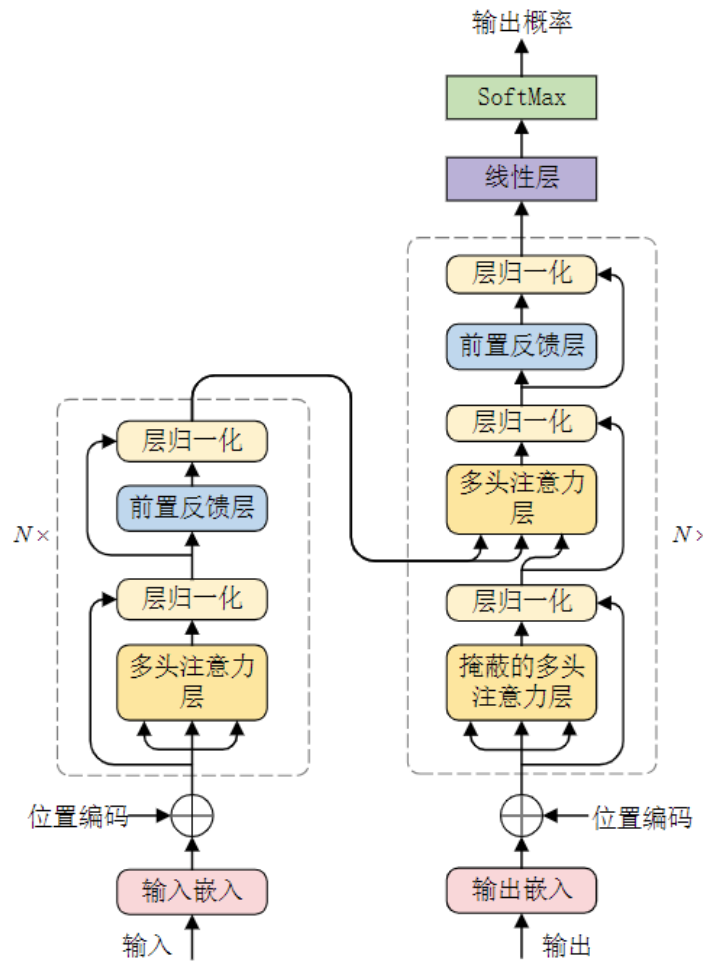 输出概率
SoftMax
线性层
层归一化
前置反馈层
层归一化
多头注意力
层
层归一化
掩蔽的多头
注意力层
N×
位置编码
输出嵌入
输出
层归一化
前置反馈层
N×
层归一化
多头注意力
层
位置编码
输入嵌入
输入